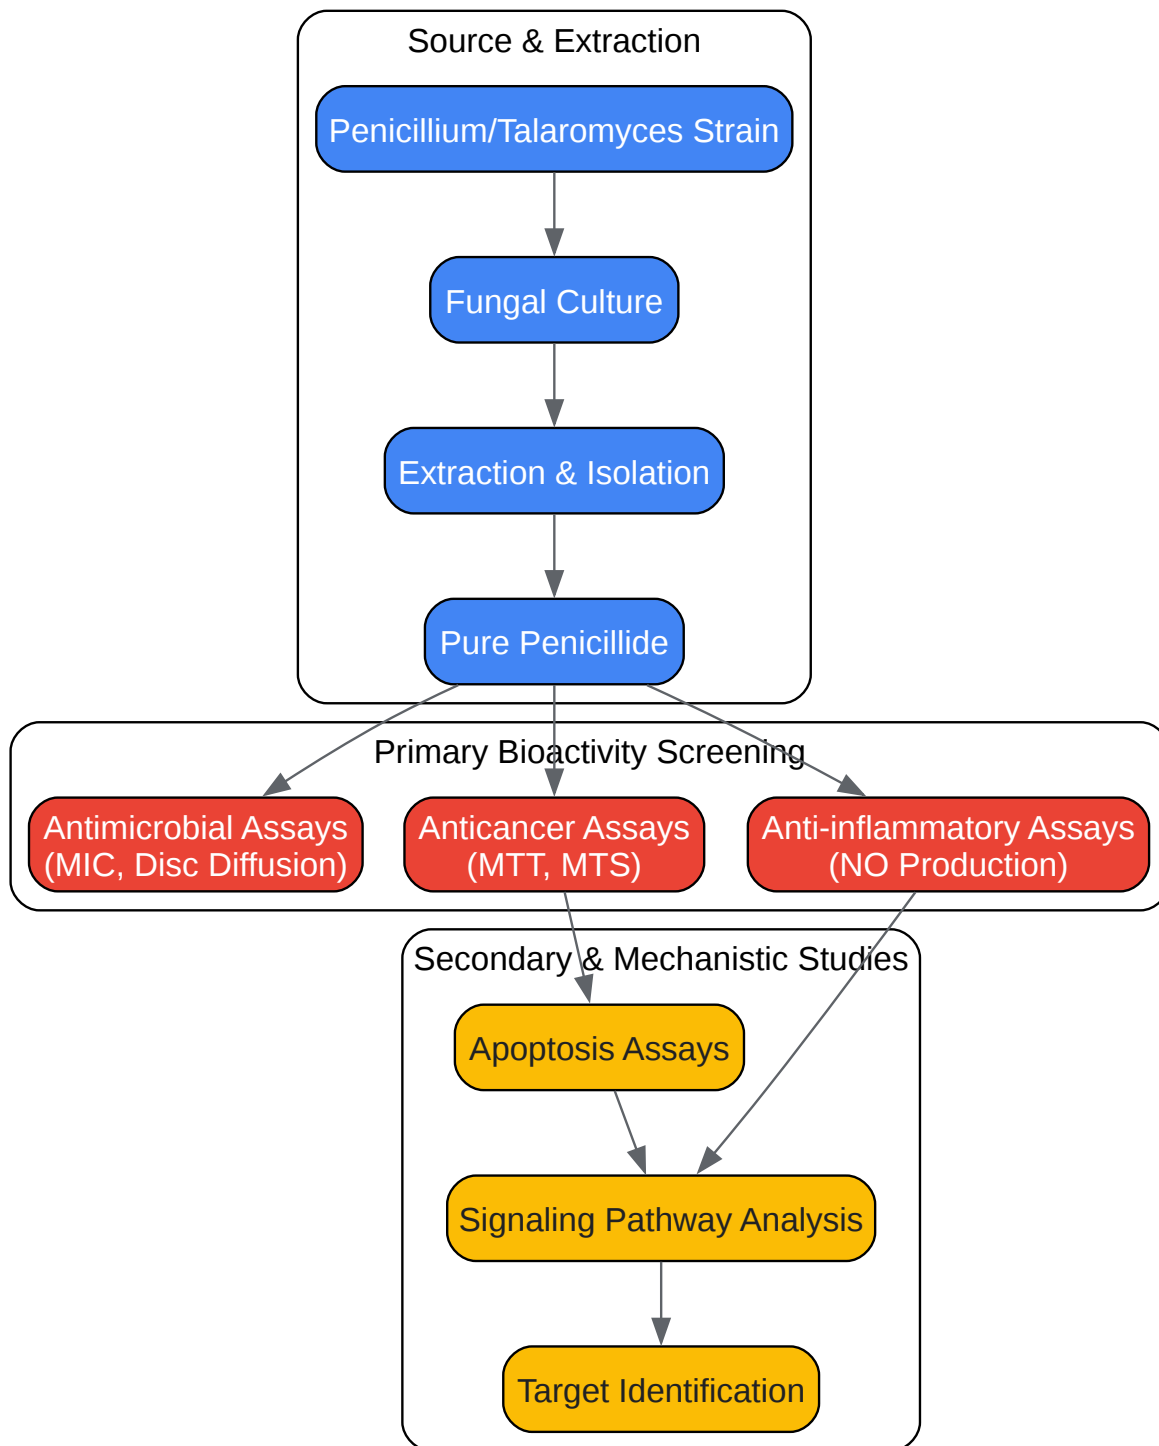 Source & Extraction
Penicillium/Talaromyces Strain
Fungal Culture
Extraction & Isolation
Pure Penicillide
Primary Bioactivity Screening
Antimicrobial Assays
(MIC, Disc Diffusion)
Anticancer Assays
(MTT, MTS)
Anti-inflammatory Assays
(NO Production)
Secondary & Mechanistic Studies
Apoptosis Assays
Signaling Pathway Analysis
Target Identification